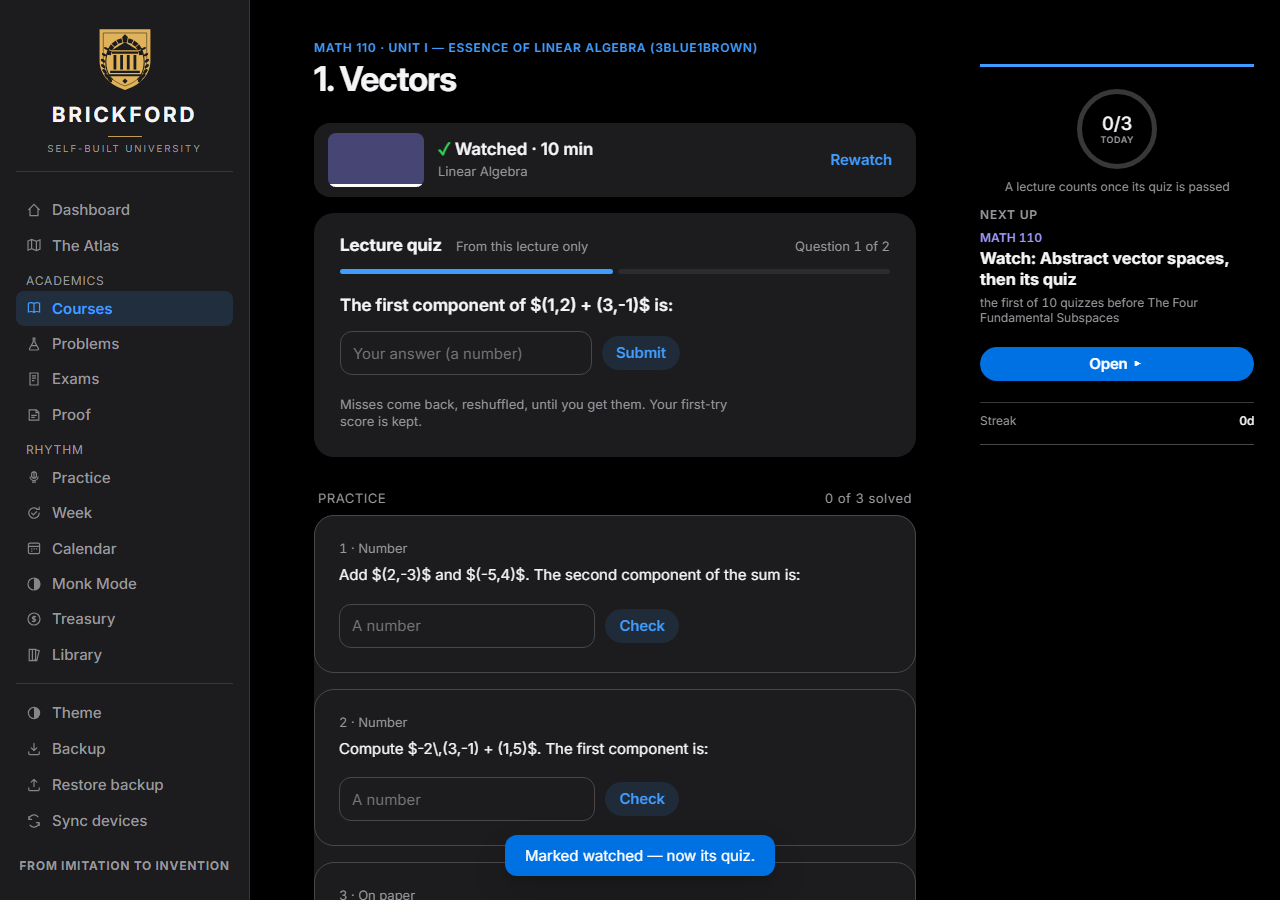 BRICKFORD
SELF-BUILT UNIVERSITY
Dashboard
The Atlas
ACADEMICS
Courses
Problems
Exams
Proof
RHYTHM
Practice
Week
Calendar
Monk Mode
Treasury
Library
Theme
Backup
Restore backup
Sync devices
FROM IMITATION TO INVENTION
MATH 110 · UNIT I — ESSENCE OF LINEAR ALGEBRA (3BLUE1BROWN)
1. Vectors
✓ Watched · 10 min
Linear Algebra
Rewatch
Lecture quiz From this lecture only Question 1 of 2
The first component of $(1,2) + (3,-1)$ is:
Your answer (a number) Submit
Misses come back, reshuffled, until you get them. Your first-try
score is kept.
PRACTICE 0 of 3 solved
1 · Number
Add $(2,-3)$ and $(-5,4)$. The second component of the sum is:
A number Check
2 · Number
Compute $-2\,(3,-1) + (1,5)$. The first component is:
A number Check
Marked watched — now its quiz.
3 · On paper
0/3
TODAY
A lecture counts once its quiz is passed
NEXT UP
MATH 110
Watch: Abstract vector spaces,
then its quiz
the first of 10 quizzes before The Four
Fundamental Subspaces
Open ▸
Streak 0d